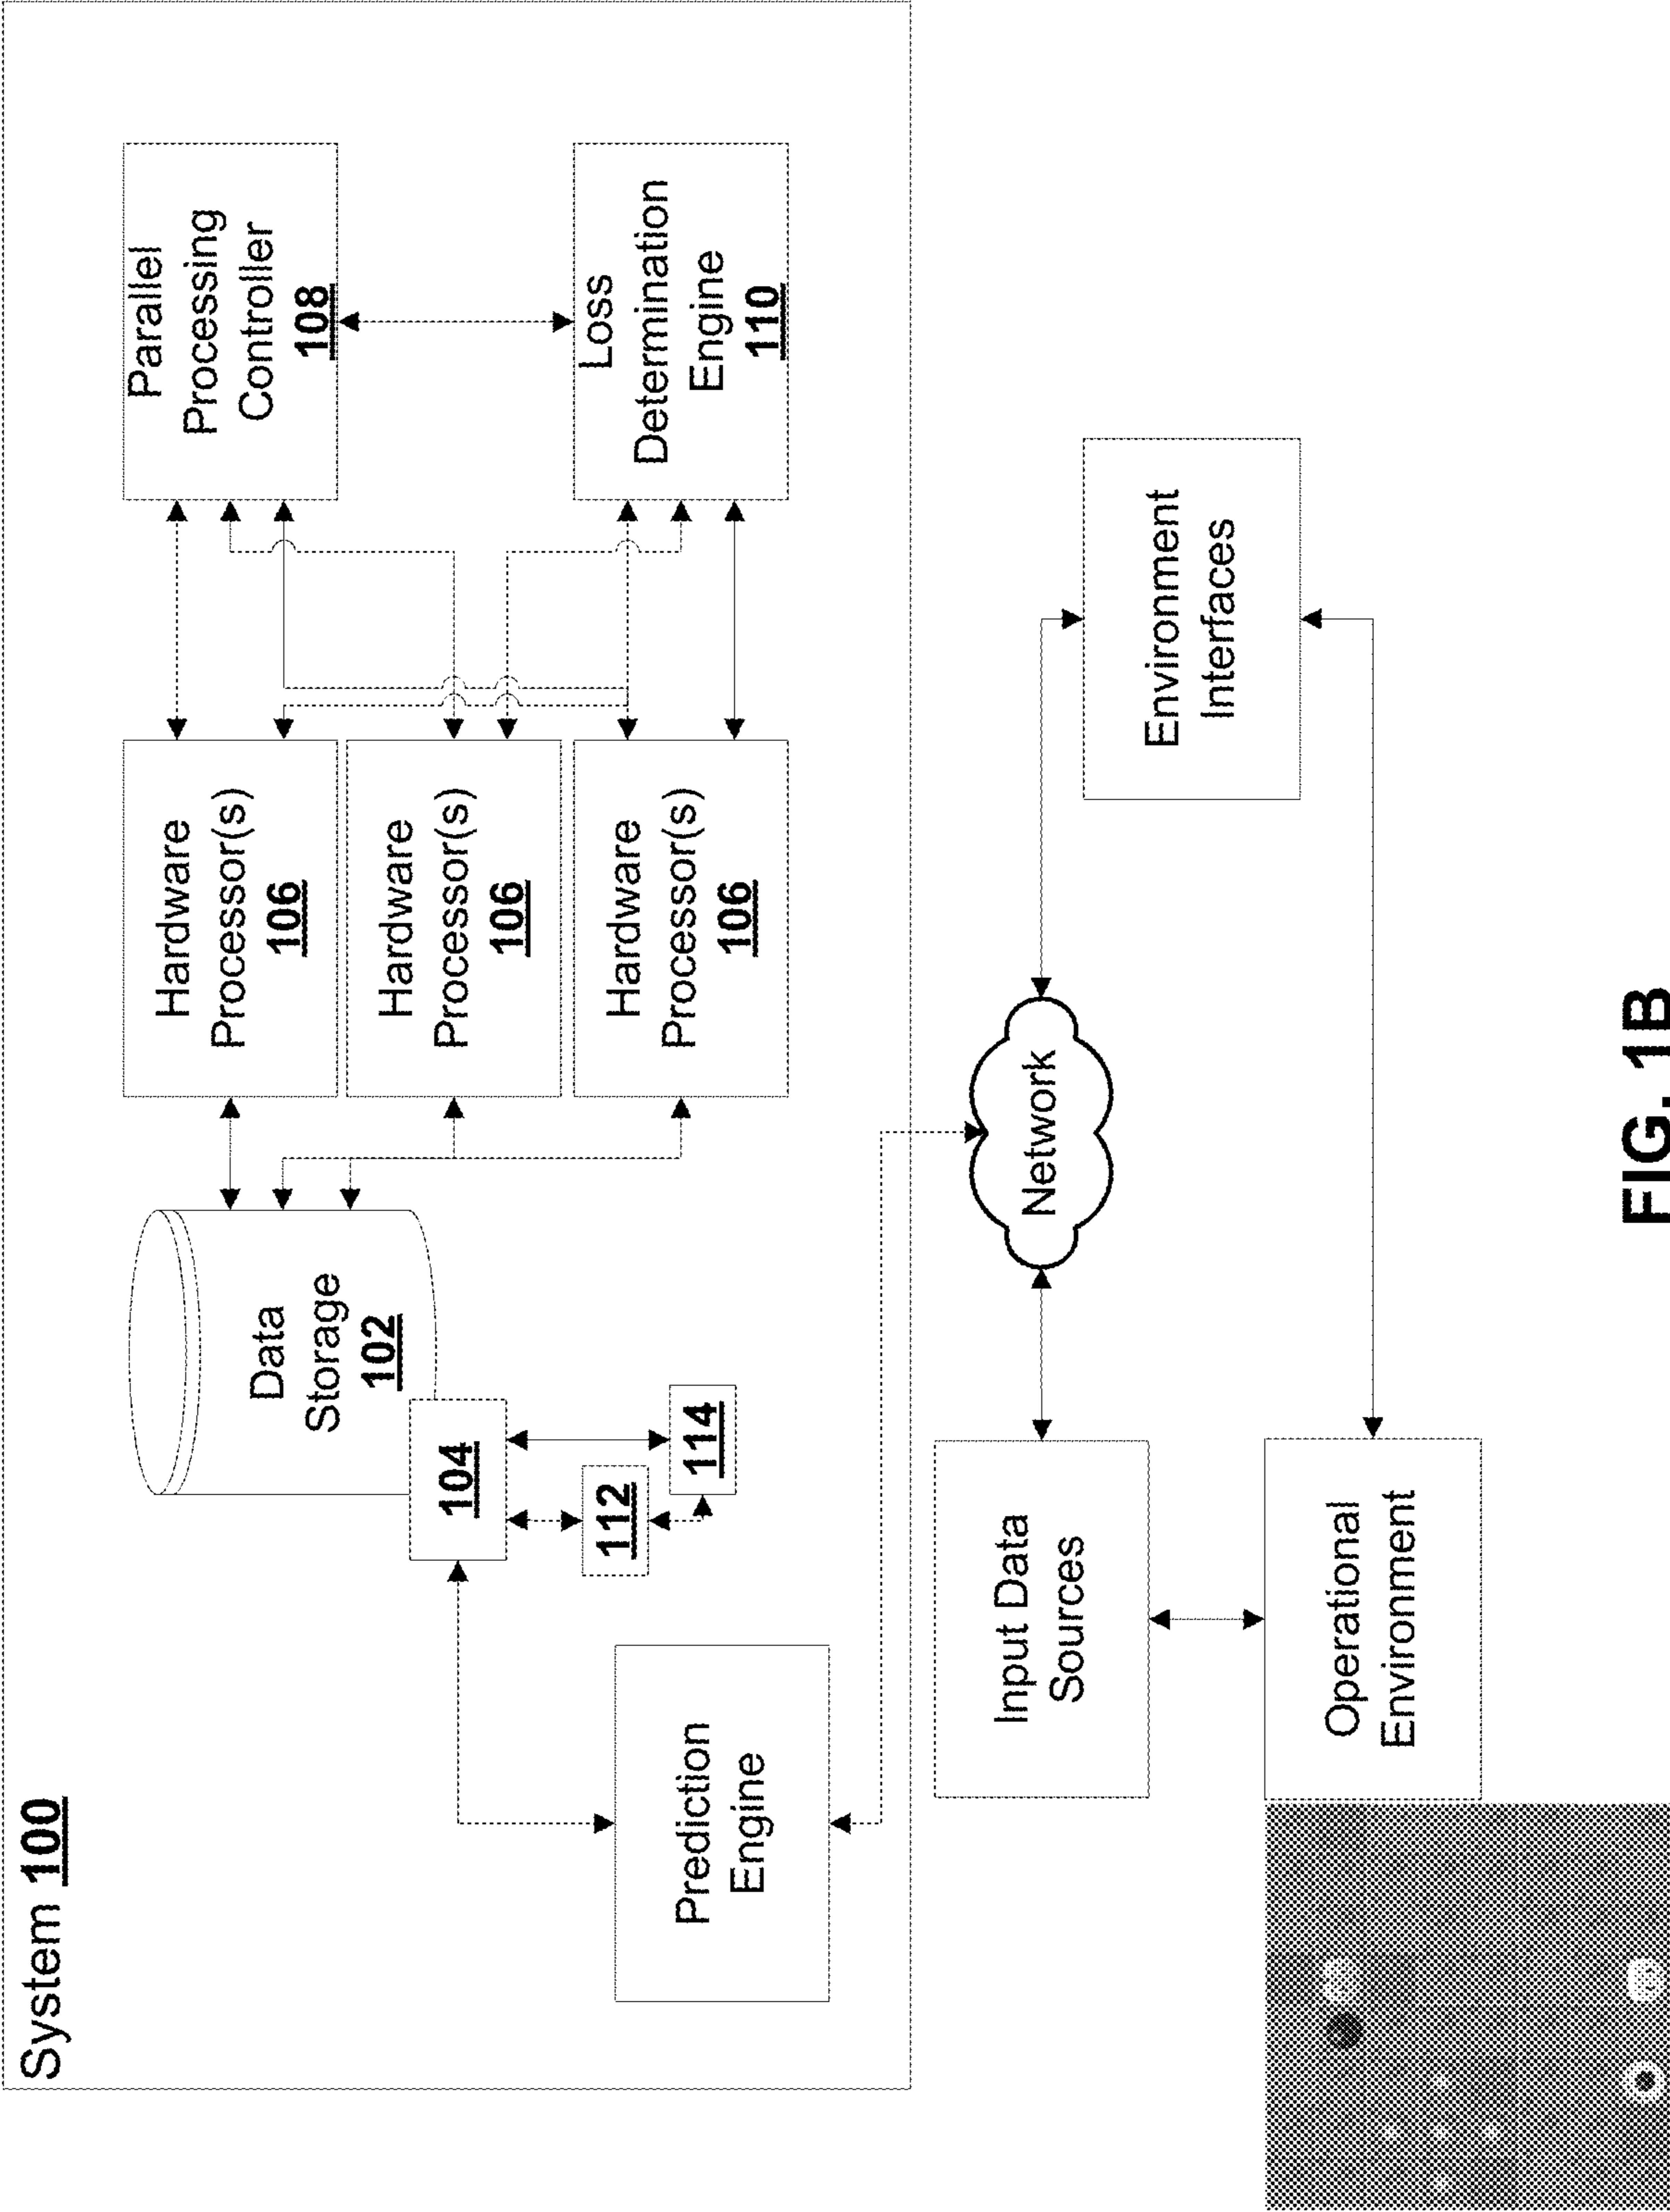 System 100
Data
Storage
102
Hardware
Processor(s)
106
Parallel
Processing
Controller
108
Hardware
Processor(s)
106
Hardware
Processor(s)
106
Loss
Determination
Engine
110
104
112
114
Prediction
Engine
Input Data
Sources
Network
Environment
Interfaces
Operational
Environment
FIG. 1B